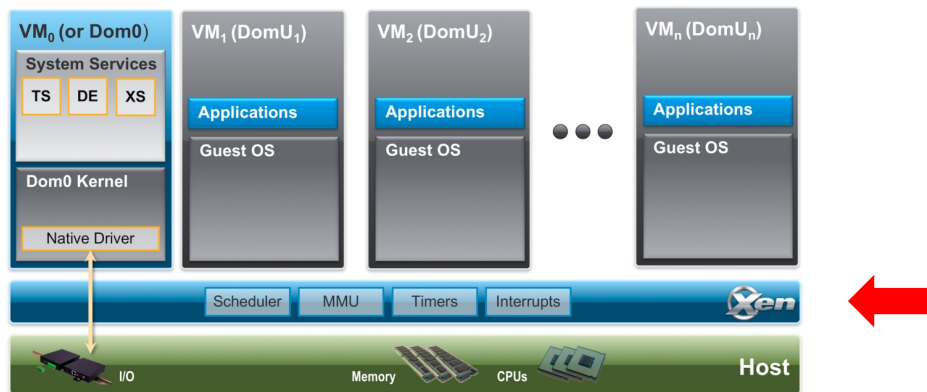 VM0 (or Dom0)
System Services
TS DE XS
Dom0 Kernel
Native Driver
VM1 (DomU1)
Applications
Guest OS
VM2 (DomU2)
Applications
Guest OS
VMn (DomUn)
Applications
Guest OS
Scheduler MMU Timers Interrupts Xen
I/O Memory CPUs Host